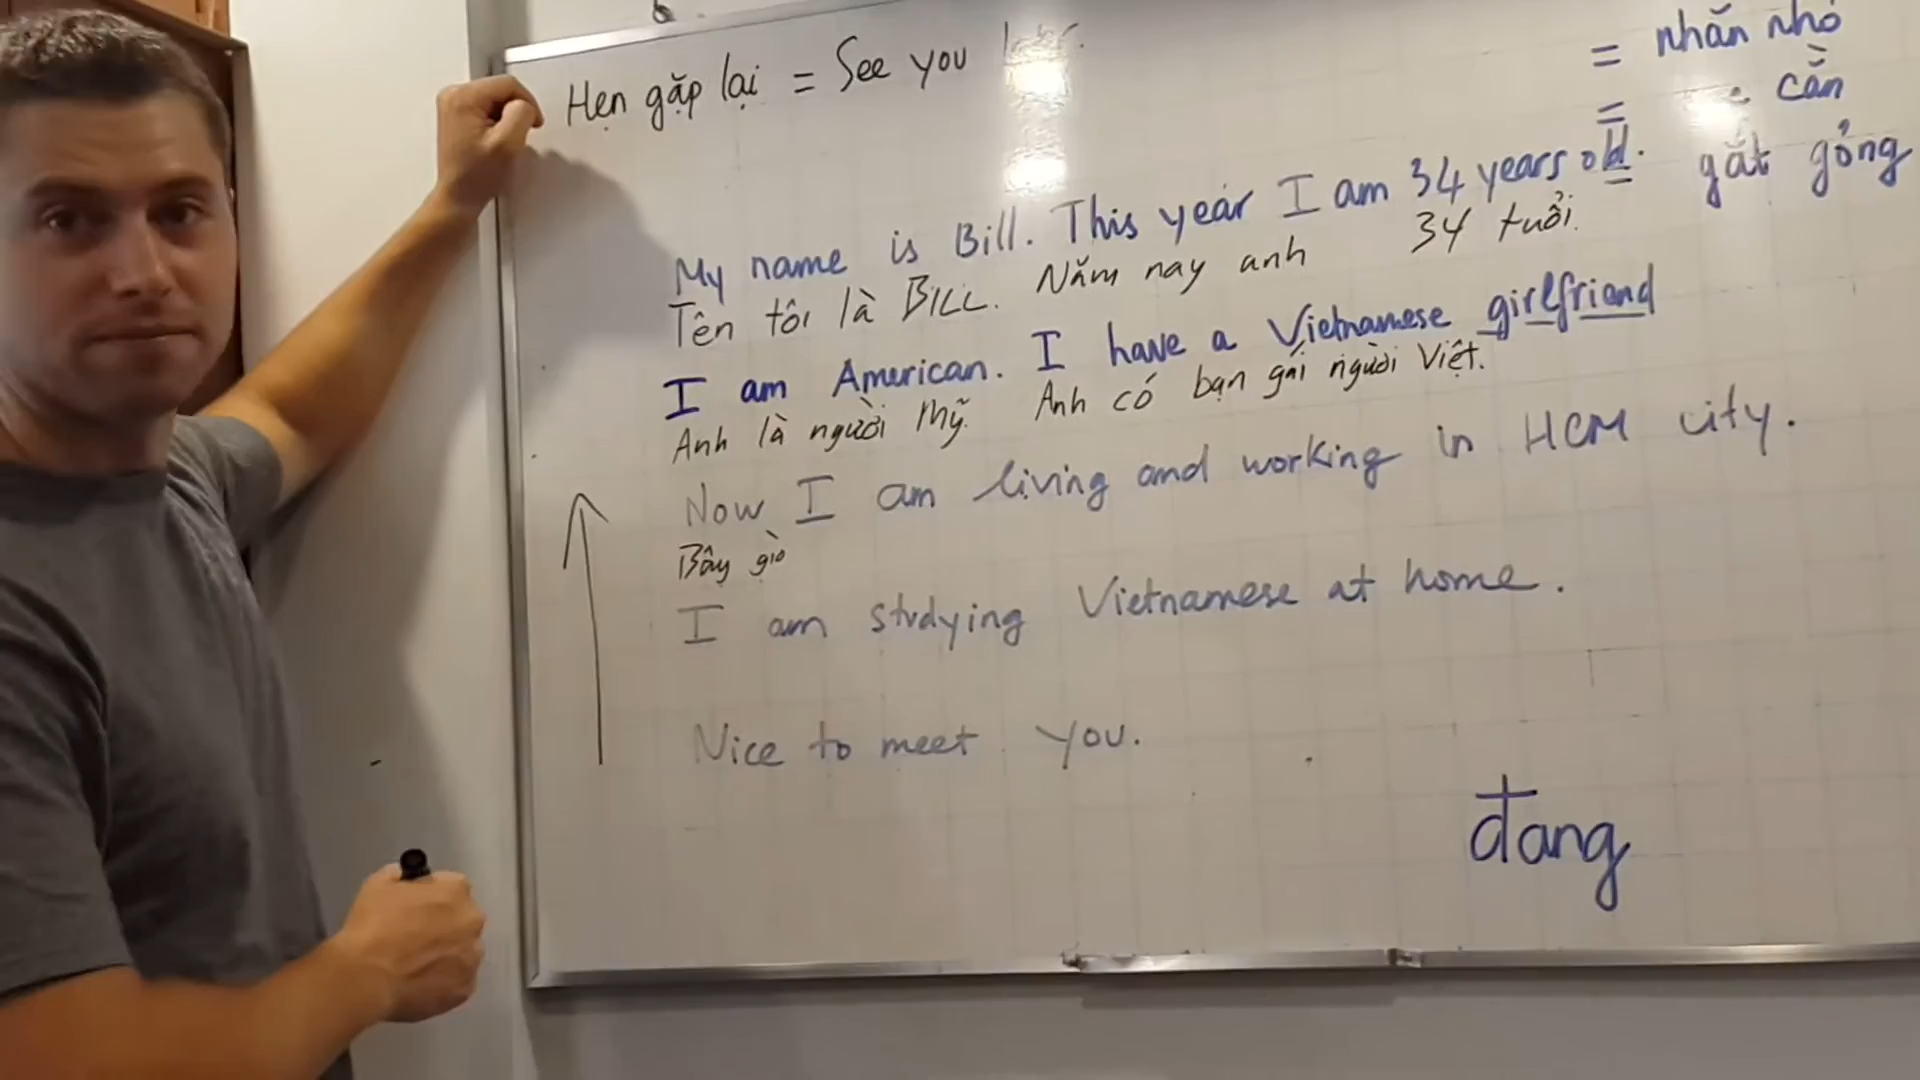 Hẹn gặp lại = See you
= nhăn nhó
= cằn
gắt gỏng
My name is Bill. This year I am 34 years old.
Tên tôi là BILL. Năm nay anh 34 tuổi.
I am American. I have a Vietnamese girlfriend
Anh là người Mỹ. Anh có bạn gái người Việt.
Now I am living and working in HCM city.
Bây giờ
I am studying Vietnamese at home.
Nice to meet you.
đang